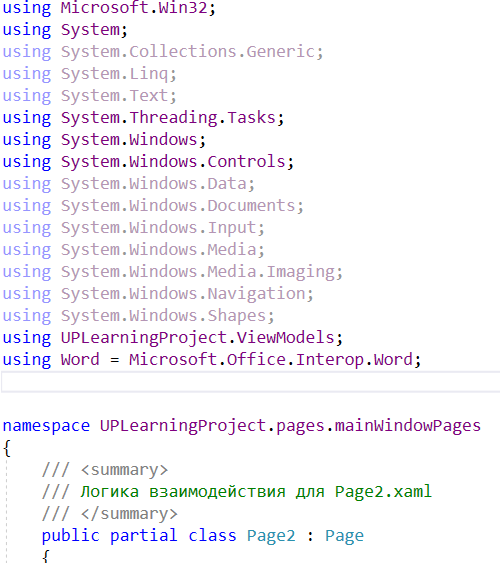 using Microsoft.Win32;
using System;
using System.Collections.Generic;
using System.Linq;
using System.Text;
using System.Threading.Tasks;
using System.Windows;
using System.Windows.Controls;
using System.Windows.Data;
using System.Windows.Documents;
using System.Windows.Input;
using System.Windows.Media;
using System.Windows.Media.Imaging;
using System.Windows.Navigation;
using System.Windows.Shapes;
using UPLearningProject.ViewModels;
using Word = Microsoft.Office.Interop.Word;
namespace UPLearningProject.pages.mainWindowPages
{
/// <summary>
/// Логика взаимодействия для Page2.xaml
/// </summary>
public partial class Page2 : Page
{